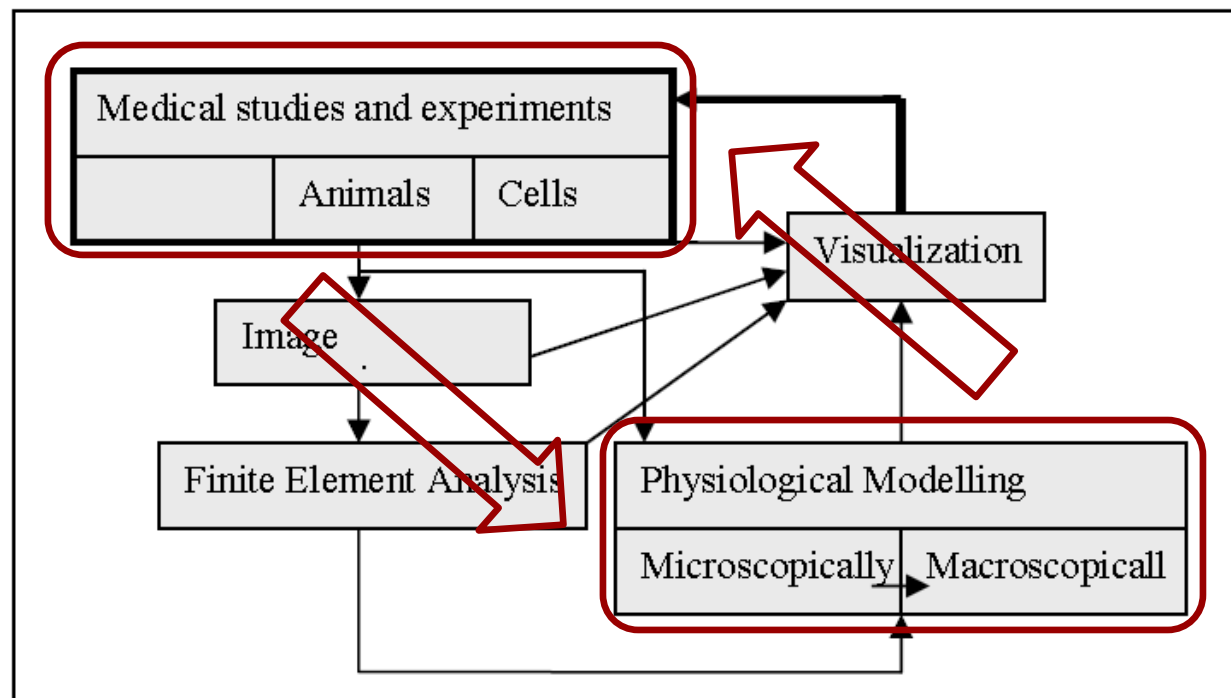 Medical studies and experiments
Animals Cells
Visualization
Image
Finite Element Analysis
Physiological Modelling
Microscopically Macroscopicall